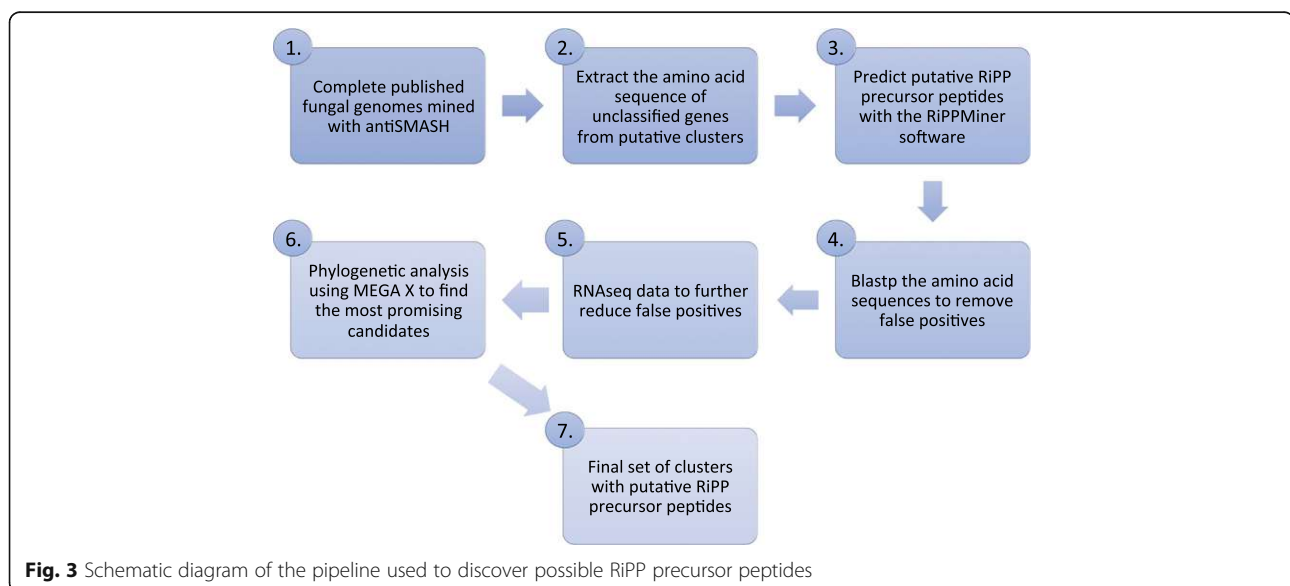 1.
Complete published
fungal genomes mined
with antiSMASH
2.
Extract the amino acid
sequence of
unclassified genes
from putative clusters
3.
Predict putative RiPP
precursor peptides
with the RiPPMiner
software
4.
Blastp the amino acid
sequences to remove
false positives
5.
RNAseq data to further
reduce false positives
6.
Phylogenetic analysis
using MEGA X to find
the most promising
candidates
7.
Final set of clusters
with putative RiPP
precursor peptides
Fig. 3 Schematic diagram of the pipeline used to discover possible RiPP precursor peptides